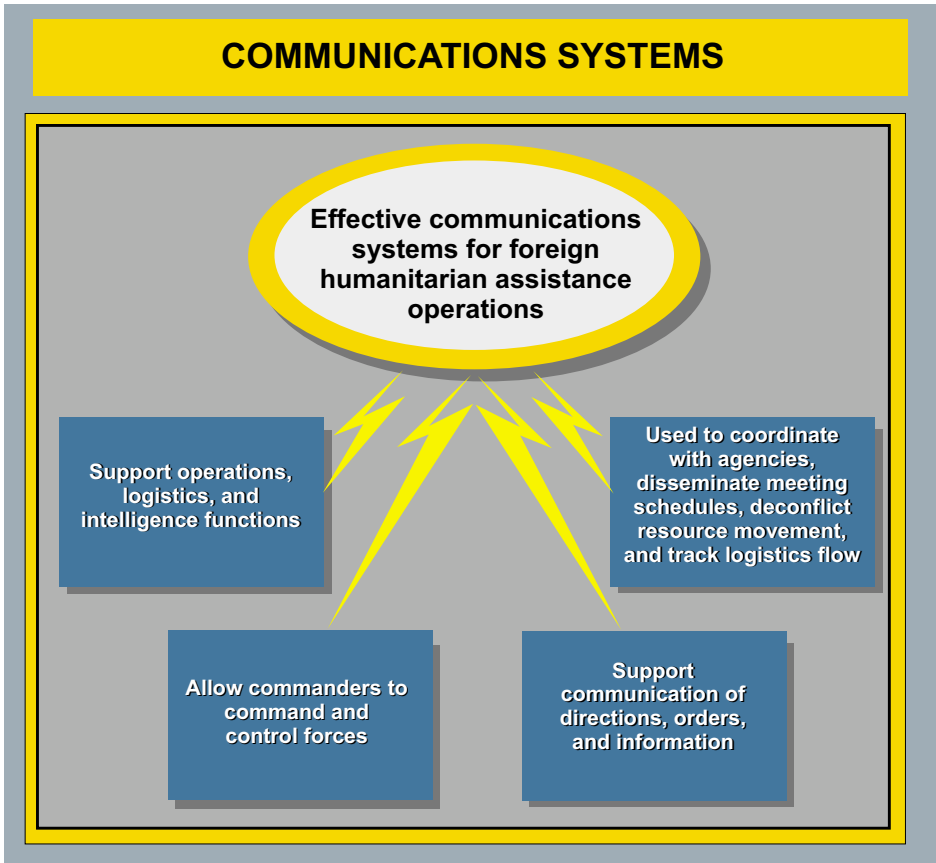 COMMUNICATIONS SYSTEMS
Effective communications
systems for foreign
humanitarian assistance
operations
Support operations,
logistics, and
intelligence functions
Used to coordinate
with agencies,
disseminate meeting
schedules, deconflict
resource movement,
and track logistics flow
Allow commanders to
command and
control forces
Support
communication of
directions, orders,
and information